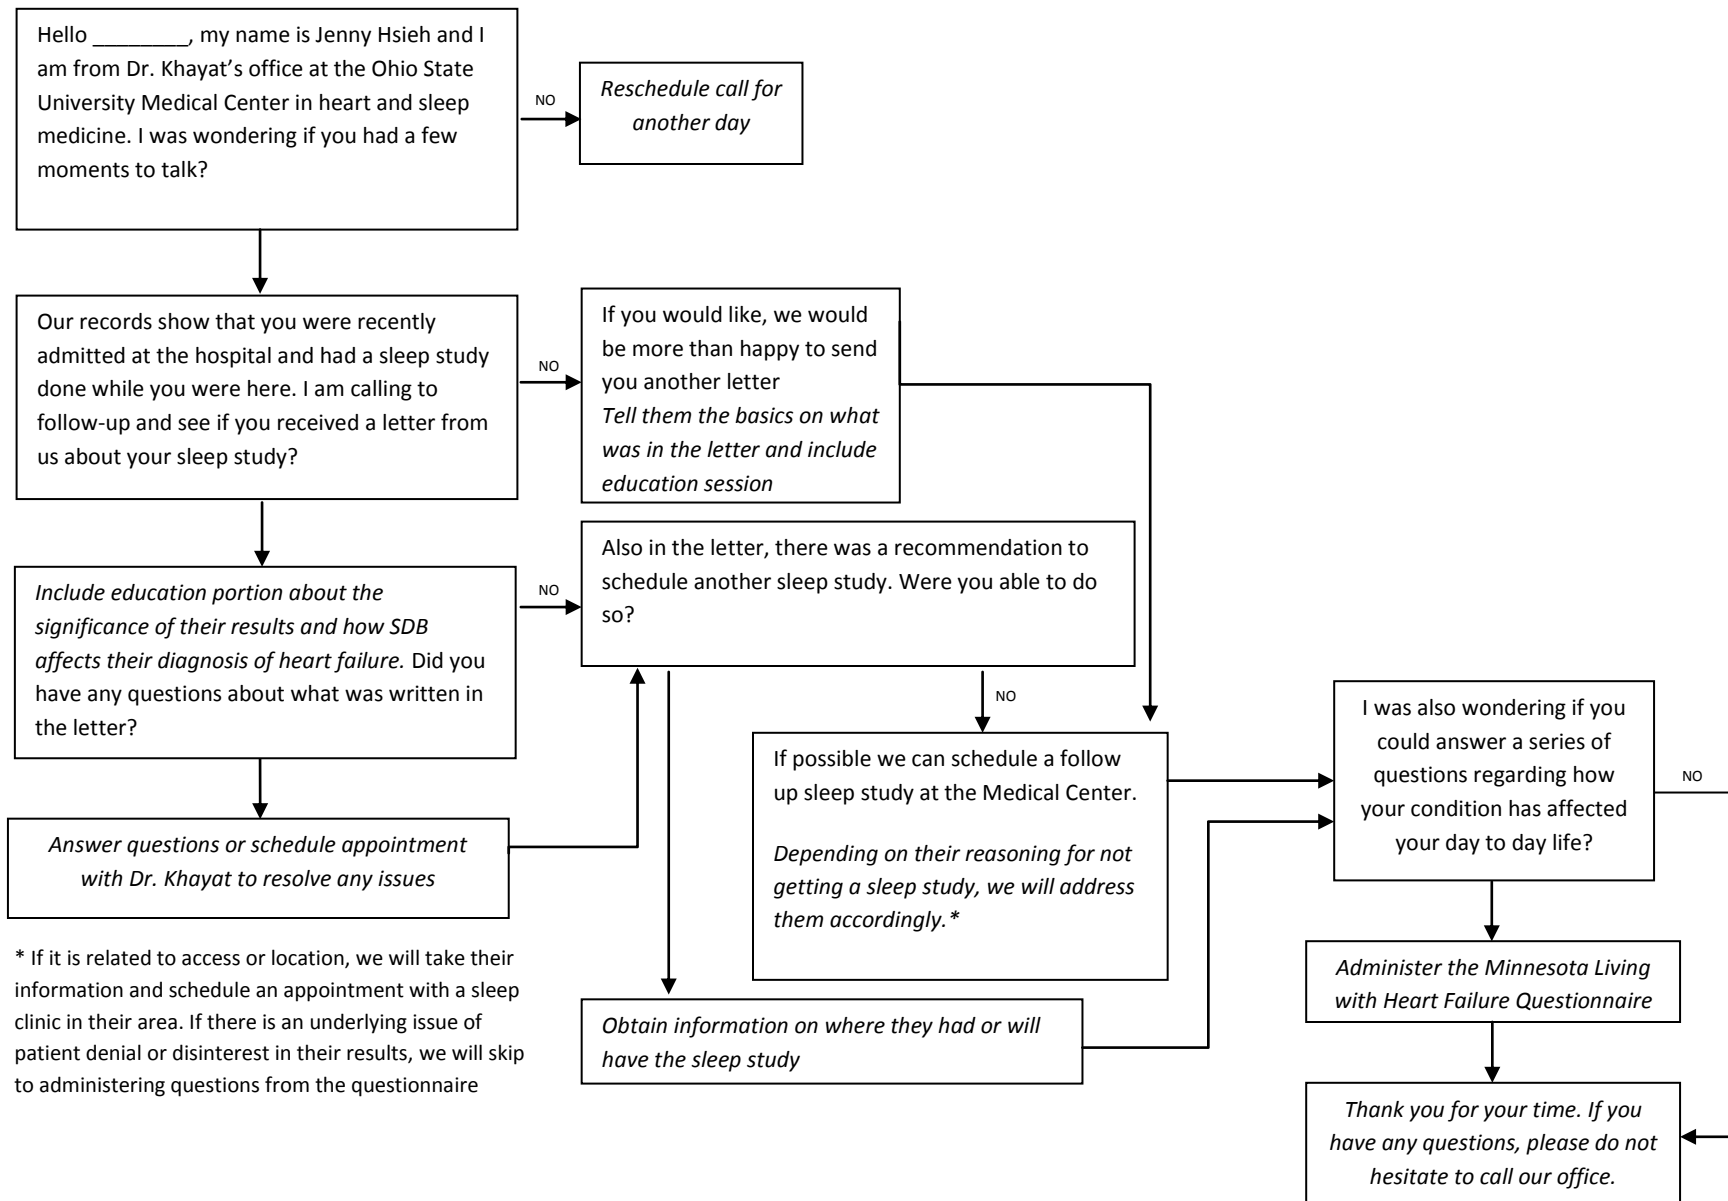 Hello ________, my name is Jenny Hsieh and I
am from Dr. Khayat’s office at the Ohio State
University Medical Center in heart and sleep
medicine. I was wondering if you had a few
moments to talk?
NO
Reschedule call for
another day
Our records show that you were recently
admitted at the hospital and had a sleep study
done while you were here. I am calling to
follow-up and see if you received a letter from
us about your sleep study?
NO
If you would like, we would
be more than happy to send
you another letter
Tell them the basics on what
was in the letter and include
education session
Include education portion about the
significance of their results and how SDB
affects their diagnosis of heart failure. Did you
have any questions about what was written in
the letter?
NO
Also in the letter, there was a recommendation to
schedule another sleep study. Were you able to do
so?
NO
Answer questions or schedule appointment
with Dr. Khayat to resolve any issues
If possible we can schedule a follow
up sleep study at the Medical Center.
Depending on their reasoning for not
getting a sleep study, we will address
them accordingly.*
I was also wondering if you
could answer a series of
questions regarding how
your condition has affected
your day to day life?
NO
* If it is related to access or location, we will take their
information and schedule an appointment with a sleep
clinic in their area. If there is an underlying issue of
patient denial or disinterest in their results, we will skip
to administering questions from the questionnaire
Obtain information on where they had or will
have the sleep study
Administer the Minnesota Living
with Heart Failure Questionnaire
Thank you for your time. If you
have any questions, please do not
hesitate to call our office.